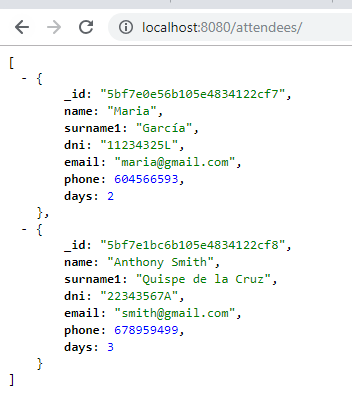 localhost:8080/attendees/
[
- {
_id: "5bf7e0e56b105e4834122cf7",
name: "Maria",
surname1: "García",
dni: "11234325L",
email: "maria@gmail.com",
phone: 604566593,
days: 2
},
- {
_id: "5bf7e1bc6b105e4834122cf8",
name: "Anthony Smith",
surname1: "Quispe de la Cruz",
dni: "22343567A",
email: "smith@gmail.com",
phone: 678959499,
days: 3
}
]